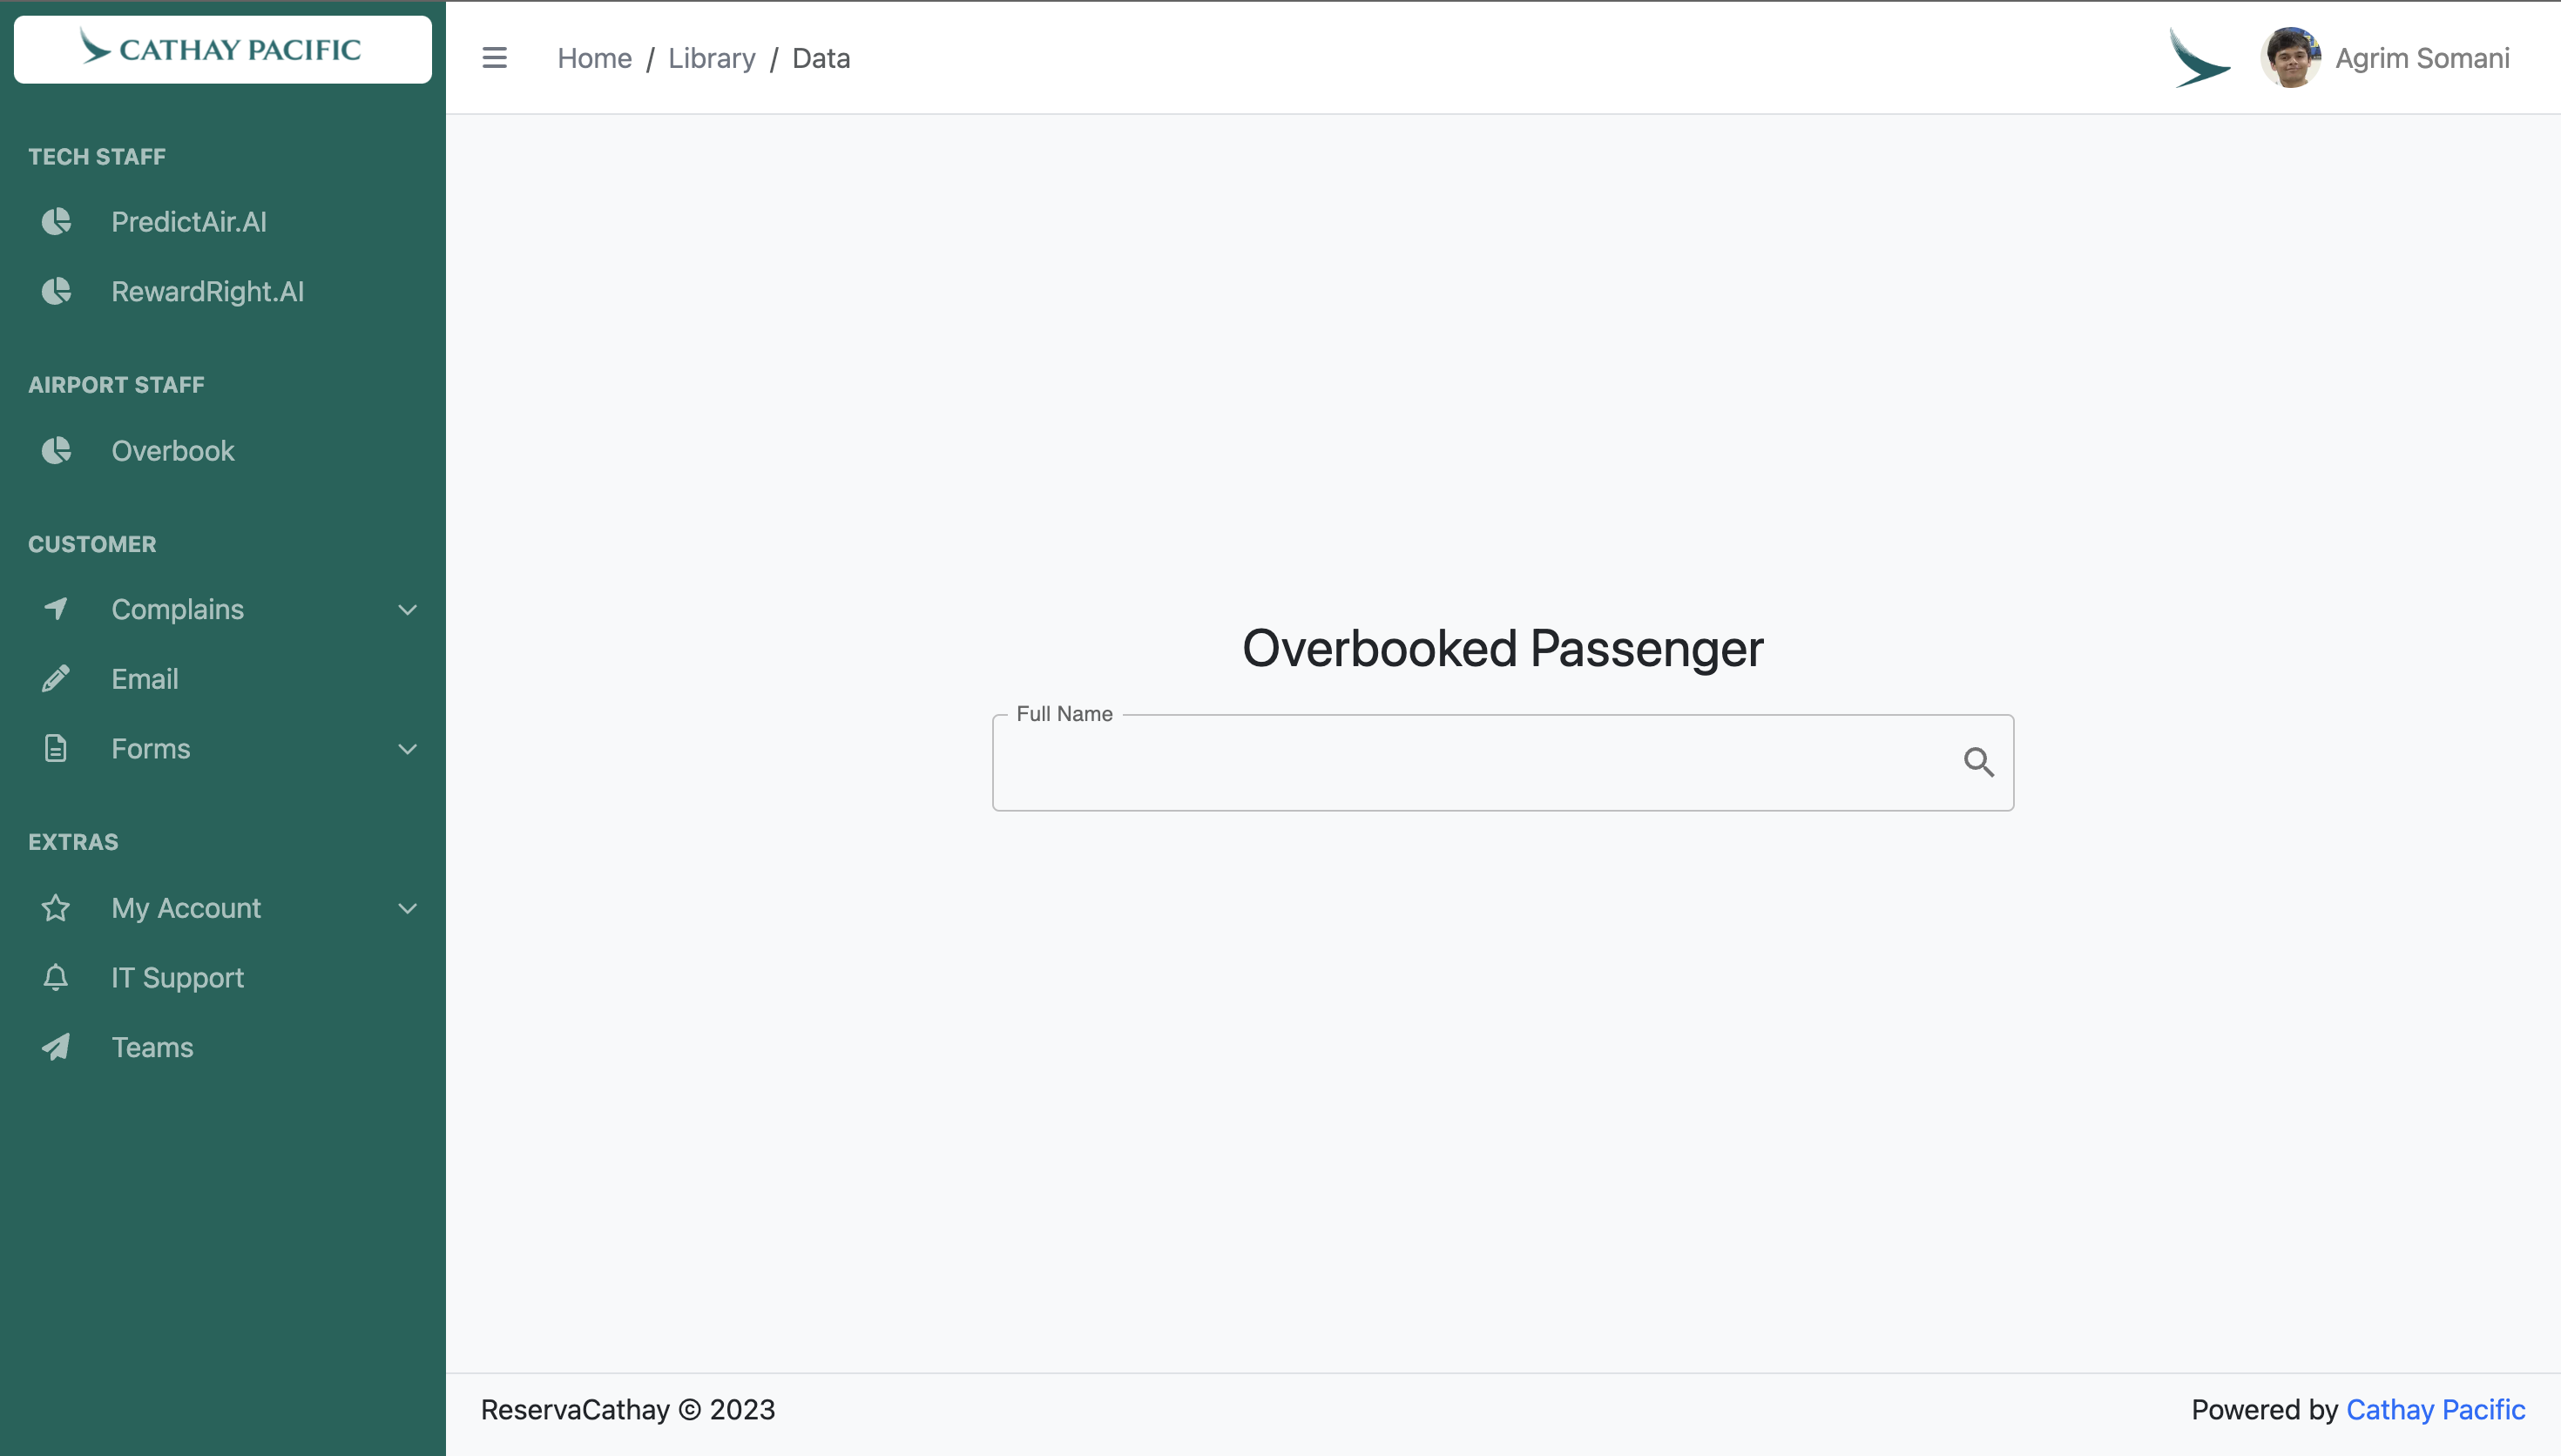 CATHAY PACIFIC
Home / Library / Data
Agrim Somani
TECH STAFF
PredictAir.AI
RewardRight.AI
AIRPORT STAFF
Overbook
CUSTOMER
Complains
Email
Forms
EXTRAS
My Account
IT Support
Teams
Overbooked Passenger
Full Name
ReservaCathay © 2023
Powered by Cathay Pacific